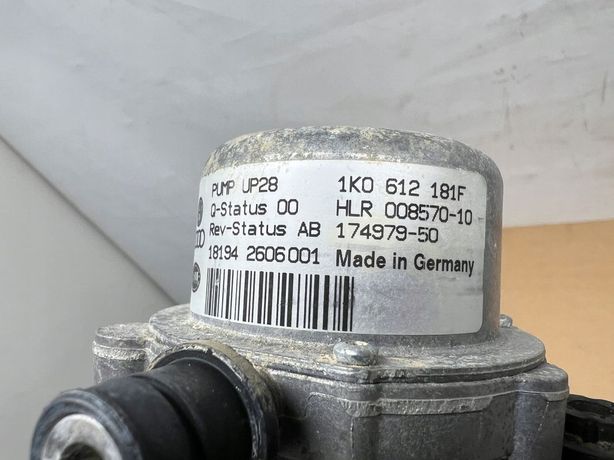 PUMP UP28 1K0 612 181F
Q-Status 00 HLR 008570-10
Rev-Status AB 174979-50
18194 2606001 Made in Germany